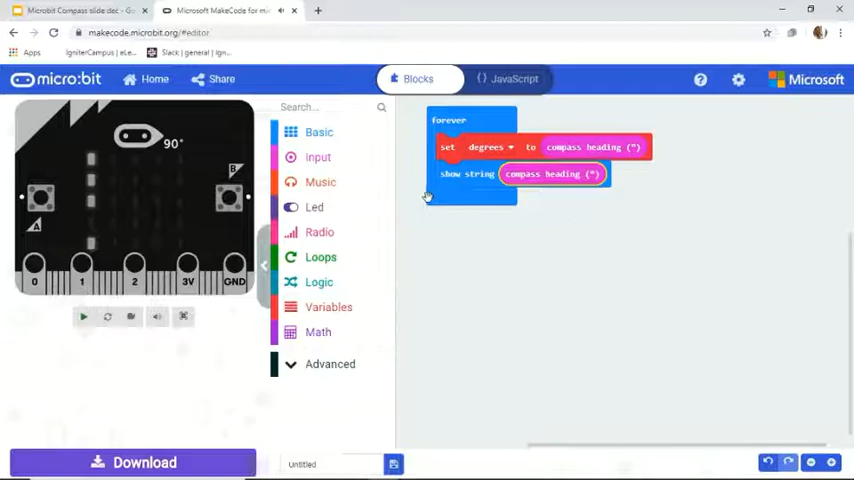 Microbit Compass slide dec - Go
Microsoft MakeCode for mi
makecode.microbit.org/#editor
Apps
IgniterCampus | eLe...
Slack | general | Ign...
micro:bit
Home
Share
Blocks
{ } JavaScript
Microsoft
90°
B
A
0
1
2
3V
GND
Search...
Basic
Input
Music
Led
Radio
Loops
Logic
Variables
Math
Advanced
forever
set degrees to compass heading (°)
show string compass heading (°)
Download
Untitled